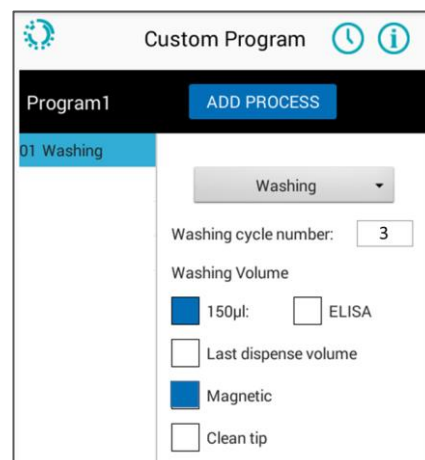 Custom Program
Program1 ADD PROCESS
01 Washing
Washing
Washing cycle number: 3
Washing Volume
150µl: ELISA
Last dispense volume
Magnetic
Clean tip